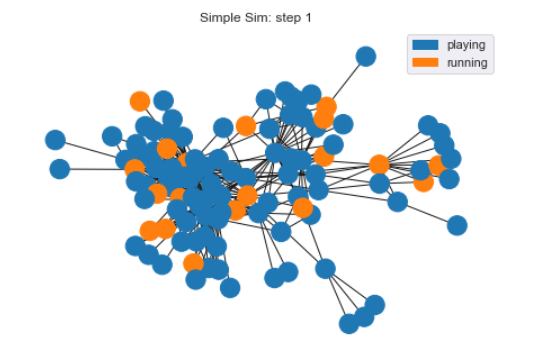 Simple Sim: step 1
playing
running